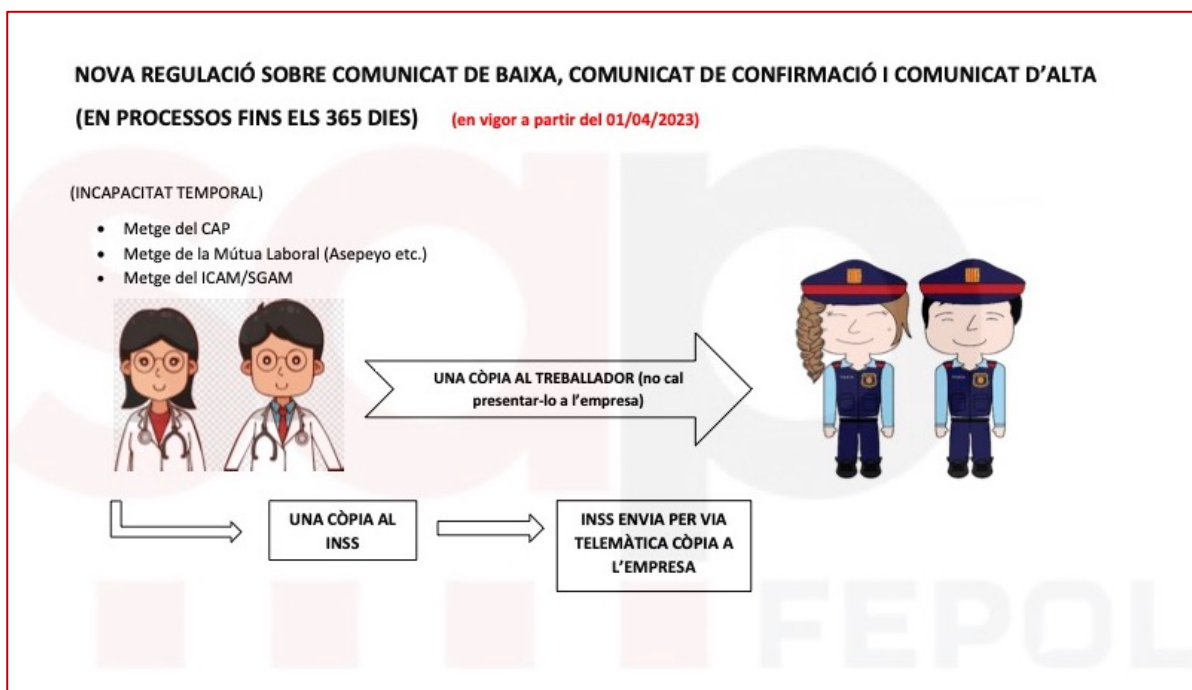 NOVA REGULACIÓ SOBRE COMUNICAT DE BAIXA, COMUNICAT DE CONFIRMACIÓ I COMUNICAT D'ALTA
(EN PROCESSOS FINS ELS 365 DIES) (en vigor a partir del 01/04/2023)
(INCAPACITAT TEMPORAL)
• Metge del CAP
• Metge de la Mútua Laboral (Asepeyo etc.)
• Metge del ICAM/SGAM
UNA CÒPIA AL TREBALLADOR (no cal
presentar-lo a l'empresa)
UNA CÒPIA AL
INSS
INSS ENVIA PER VIA
TELEMÀTICA CÒPIA A
L'EMPRESA
sap
FEPOL